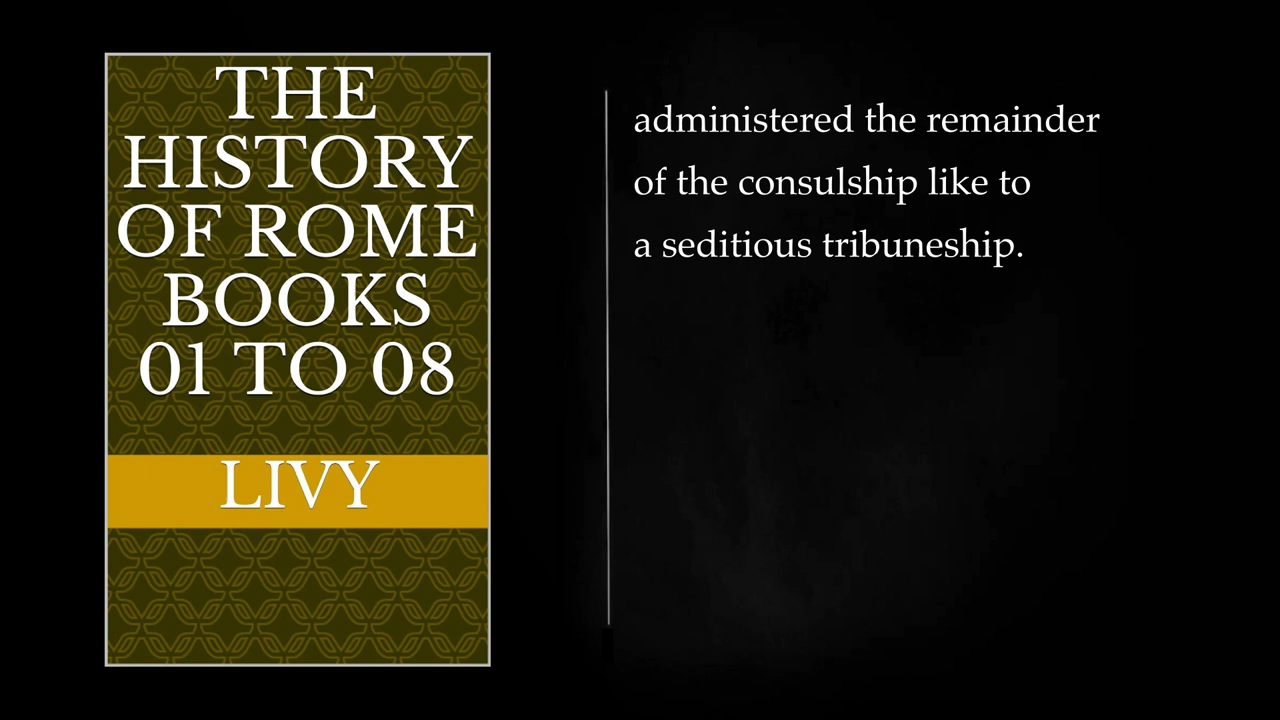 THE
HISTORY
OF ROME
BOOKS
01 TO 08
LIVY
administered the remainder
of the consulship like to
a seditious tribuneship.